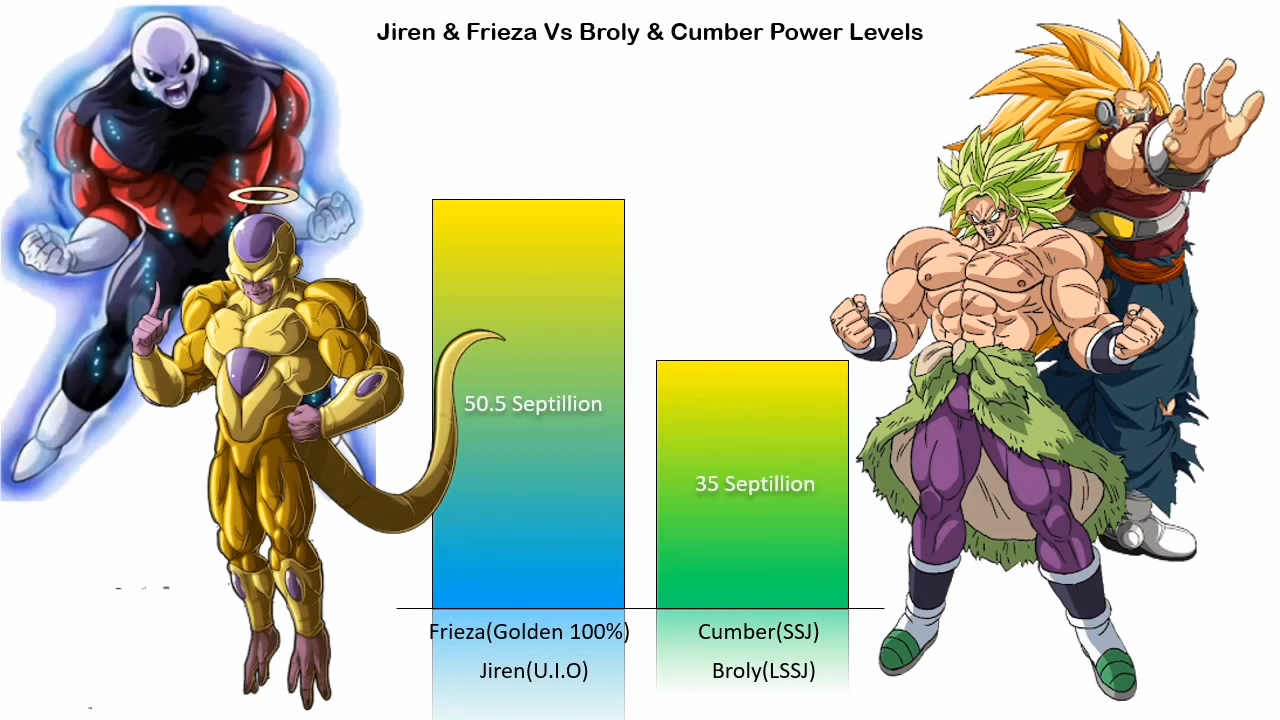 Jiren & Frieza Vs Broly & Cumber Power Levels
50.5 Septillion
35 Septillion
Frieza(Golden 100%)
Cumber(SSJ)
Jiren(U.I.O)
Broly(LSSJ)